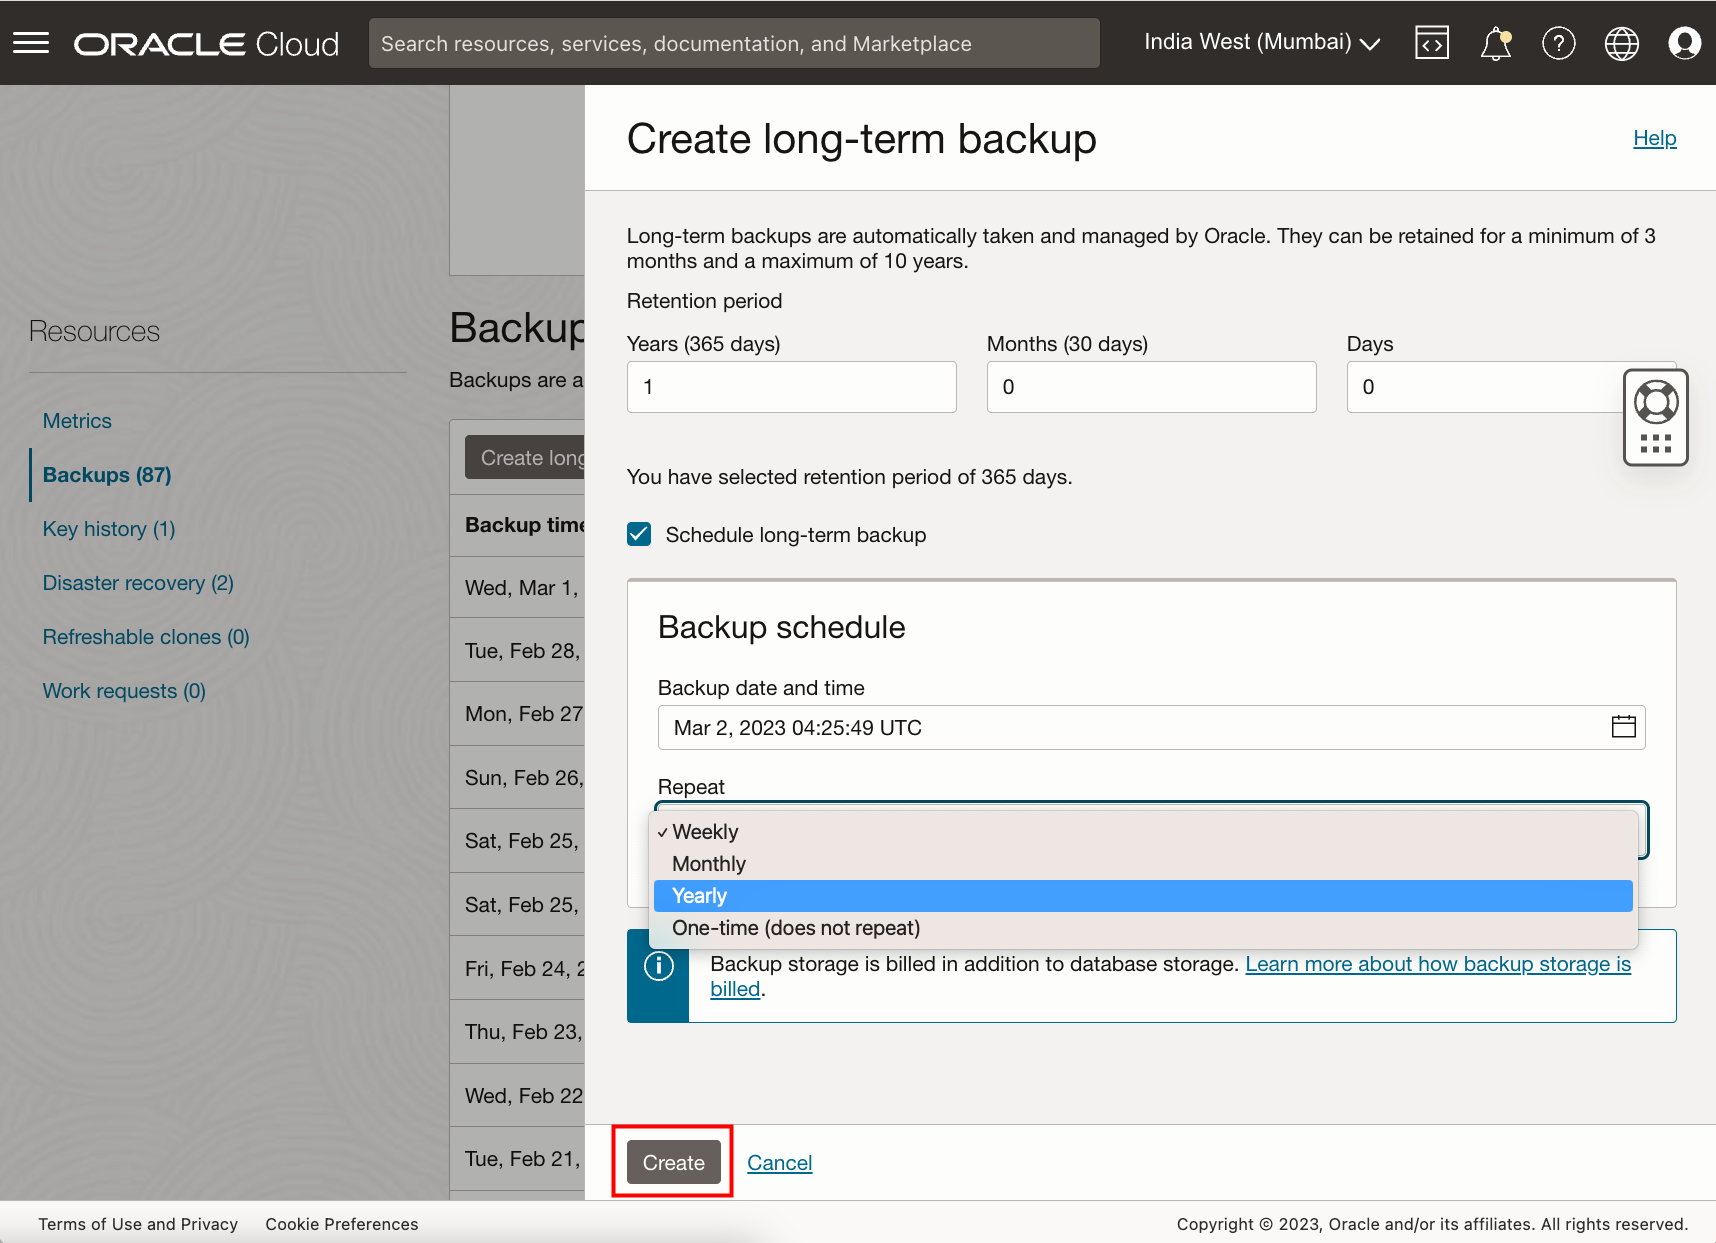 ORACLE Cloud
Search resources, services, documentation, and Marketplace
India West (Mumbai)
Create long-term backup
Help
Long-term backups are automatically taken and managed by Oracle. They can be retained for a minimum of 3
months and a maximum of 10 years.
Retention period
Years (365 days)
Months (30 days)
Days
1
0
0
You have selected retention period of 365 days.
Schedule long-term backup
Backup schedule
Backup date and time
Mar 2, 2023 04:25:49 UTC
Repeat
✓ Weekly
Monthly
Yearly
One-time (does not repeat)
Backup storage is billed in addition to database storage. Learn more about how backup storage is
billed.
Create
Cancel
Resources
Metrics
Backups (87)
Key history (1)
Disaster recovery (2)
Refreshable clones (0)
Work requests (0)
Backup
Backups are a
Create long
Backup time
Wed, Mar 1,
Tue, Feb 28,
Mon, Feb 27
Sun, Feb 26,
Sat, Feb 25,
Sat, Feb 25,
Fri, Feb 24, 2
Thu, Feb 23,
Wed, Feb 22
Tue, Feb 21,
Terms of Use and Privacy
Cookie Preferences
Copyright © 2023, Oracle and/or its affiliates. All rights reserved.